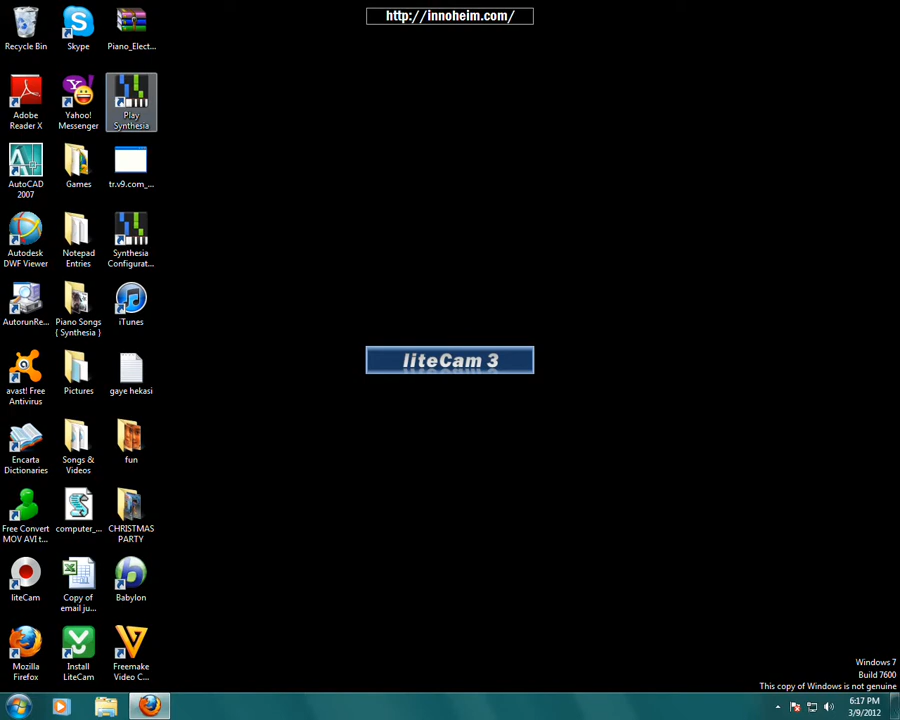 http://innoheim.com/
Recycle Bin
Skype
Piano_Elect...
Adobe
Reader X
Yahoo!
Messenger
Play
Synthesia
AutoCAD
2007
Games
tr.v9.com_...
Autodesk
DWF Viewer
Notepad
Entries
Synthesia
Configurat...
AutorunRe...
Piano Songs
{ Synthesia }
iTunes
liteCam 3
avast! Free
Antivirus
Pictures
gaye hekasi
Encarta
Dictionaries
Songs &
Videos
fun
Free Convert
MOV AVI t...
computer_...
CHRISTMAS
PARTY
liteCam
Copy of
email ju...
Babylon
Mozilla
Firefox
Install
LiteCam
Freemake
Video C...
Windows 7
Build 7600
This copy of Windows is not genuine
6:17 PM
3/9/2012